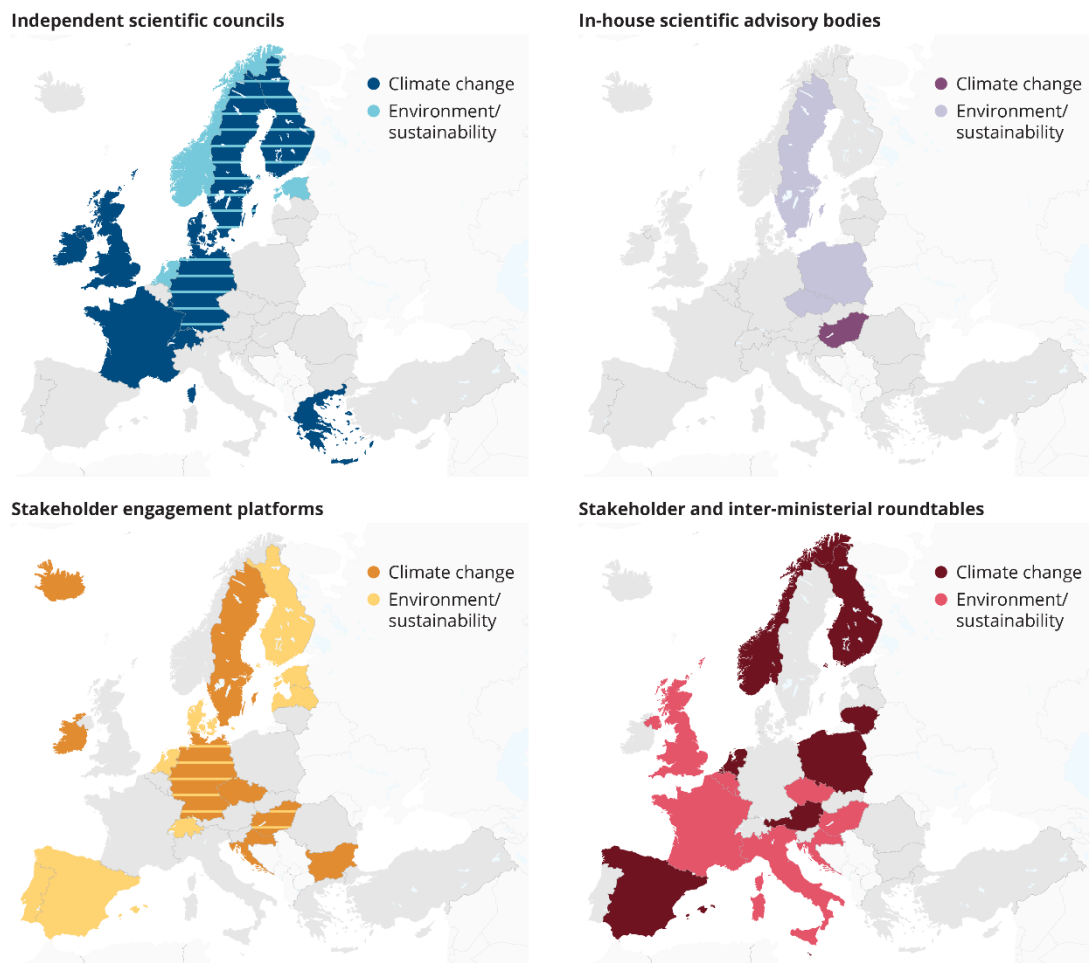 Independent scientific councils
Climate change
Environment/
sustainability
In-house scientific advisory bodies
Climate change
Environment/
sustainability
Stakeholder engagement platforms
Climate change
Environment/
sustainability
Stakeholder and inter-ministerial roundtables
Climate change
Environment/
sustainability